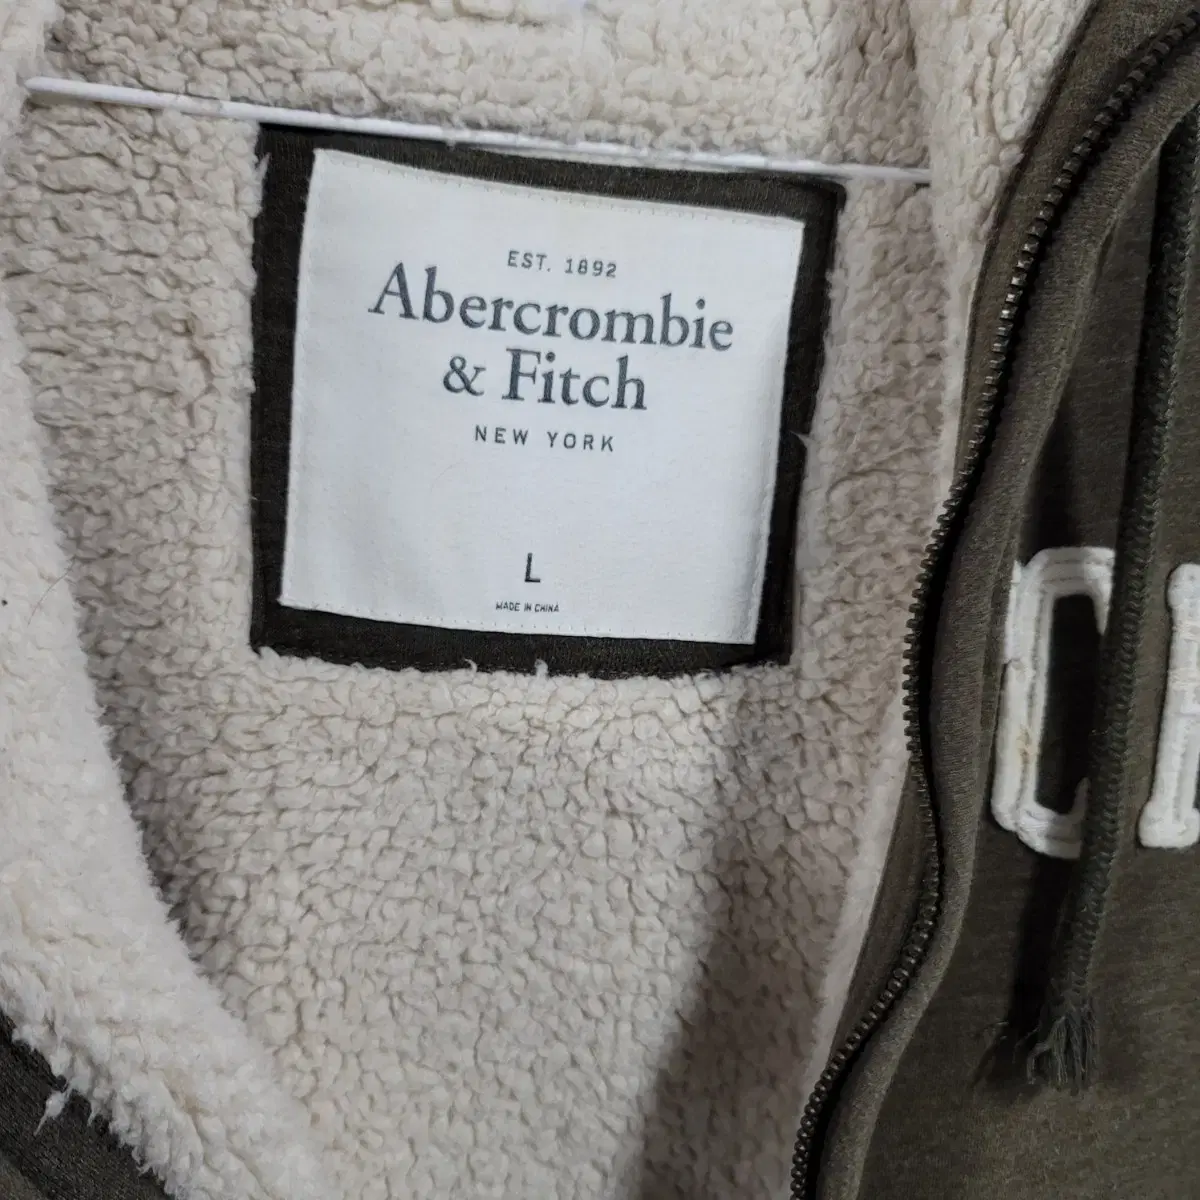 EST. 1892
Abercrombie
& Fitch
NEW YORK
L
MADE IN CHINA